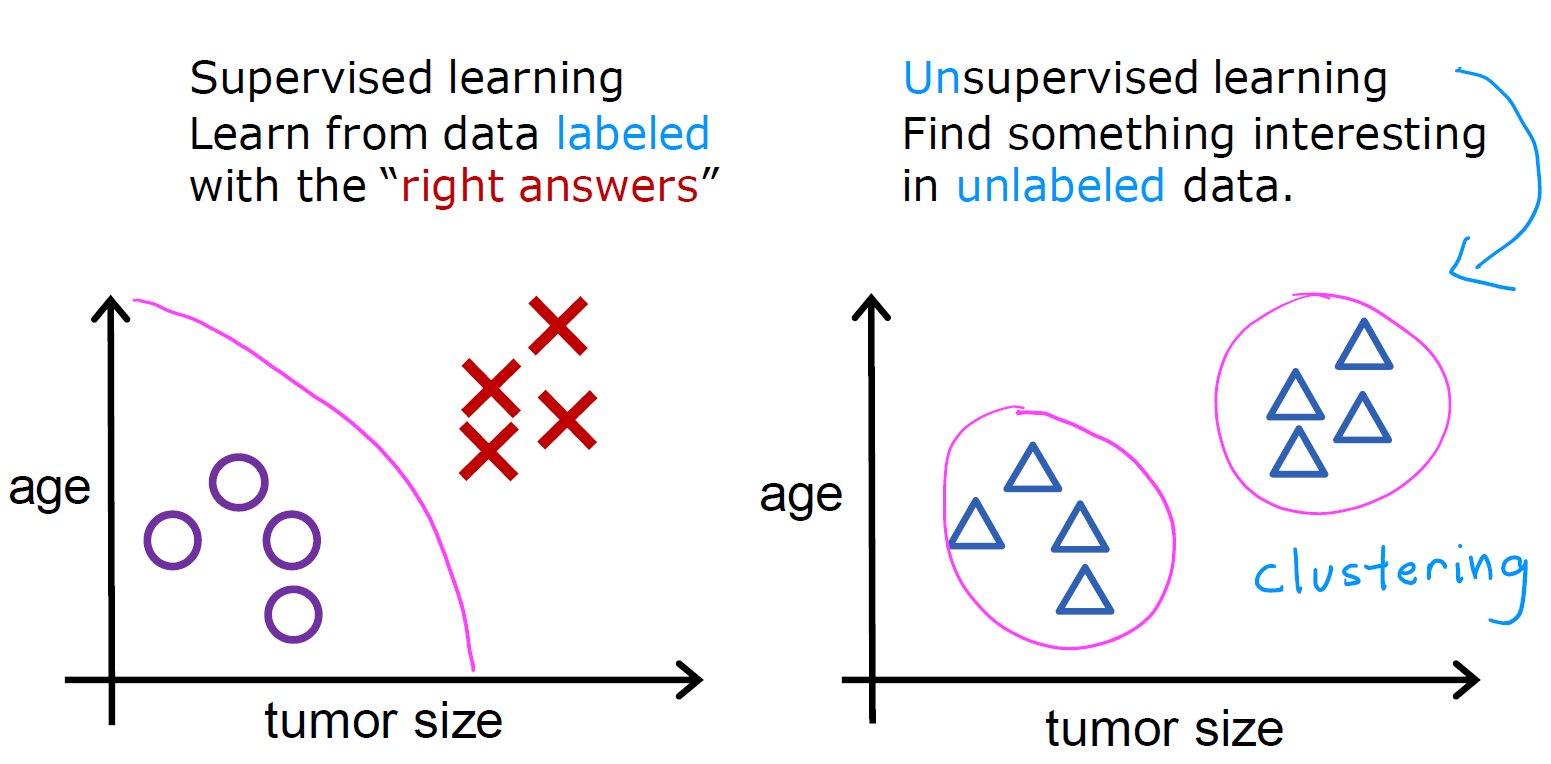 Supervised learning
Learn from data labeled
with the “right answers”
age
tumor size
Unsupervised learning
Find something interesting
in unlabeled data.
age
clustering
tumor size